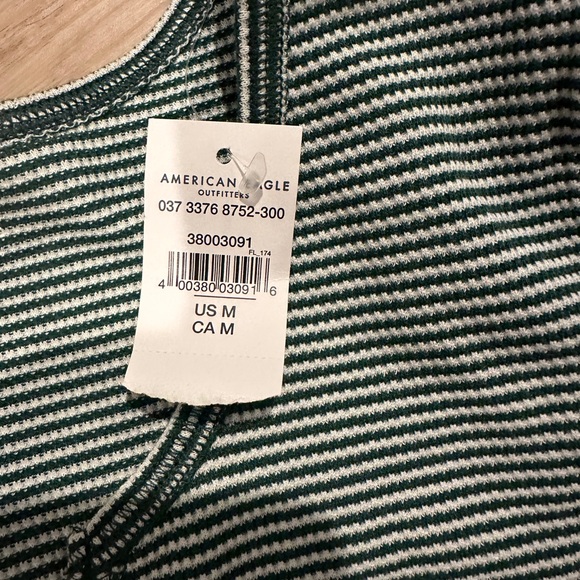 AMERICAN EAGLE
OUTFITTERS
037 3376 8752-300
38003091
FL_174
4 00380 03091 6
US M
CA M